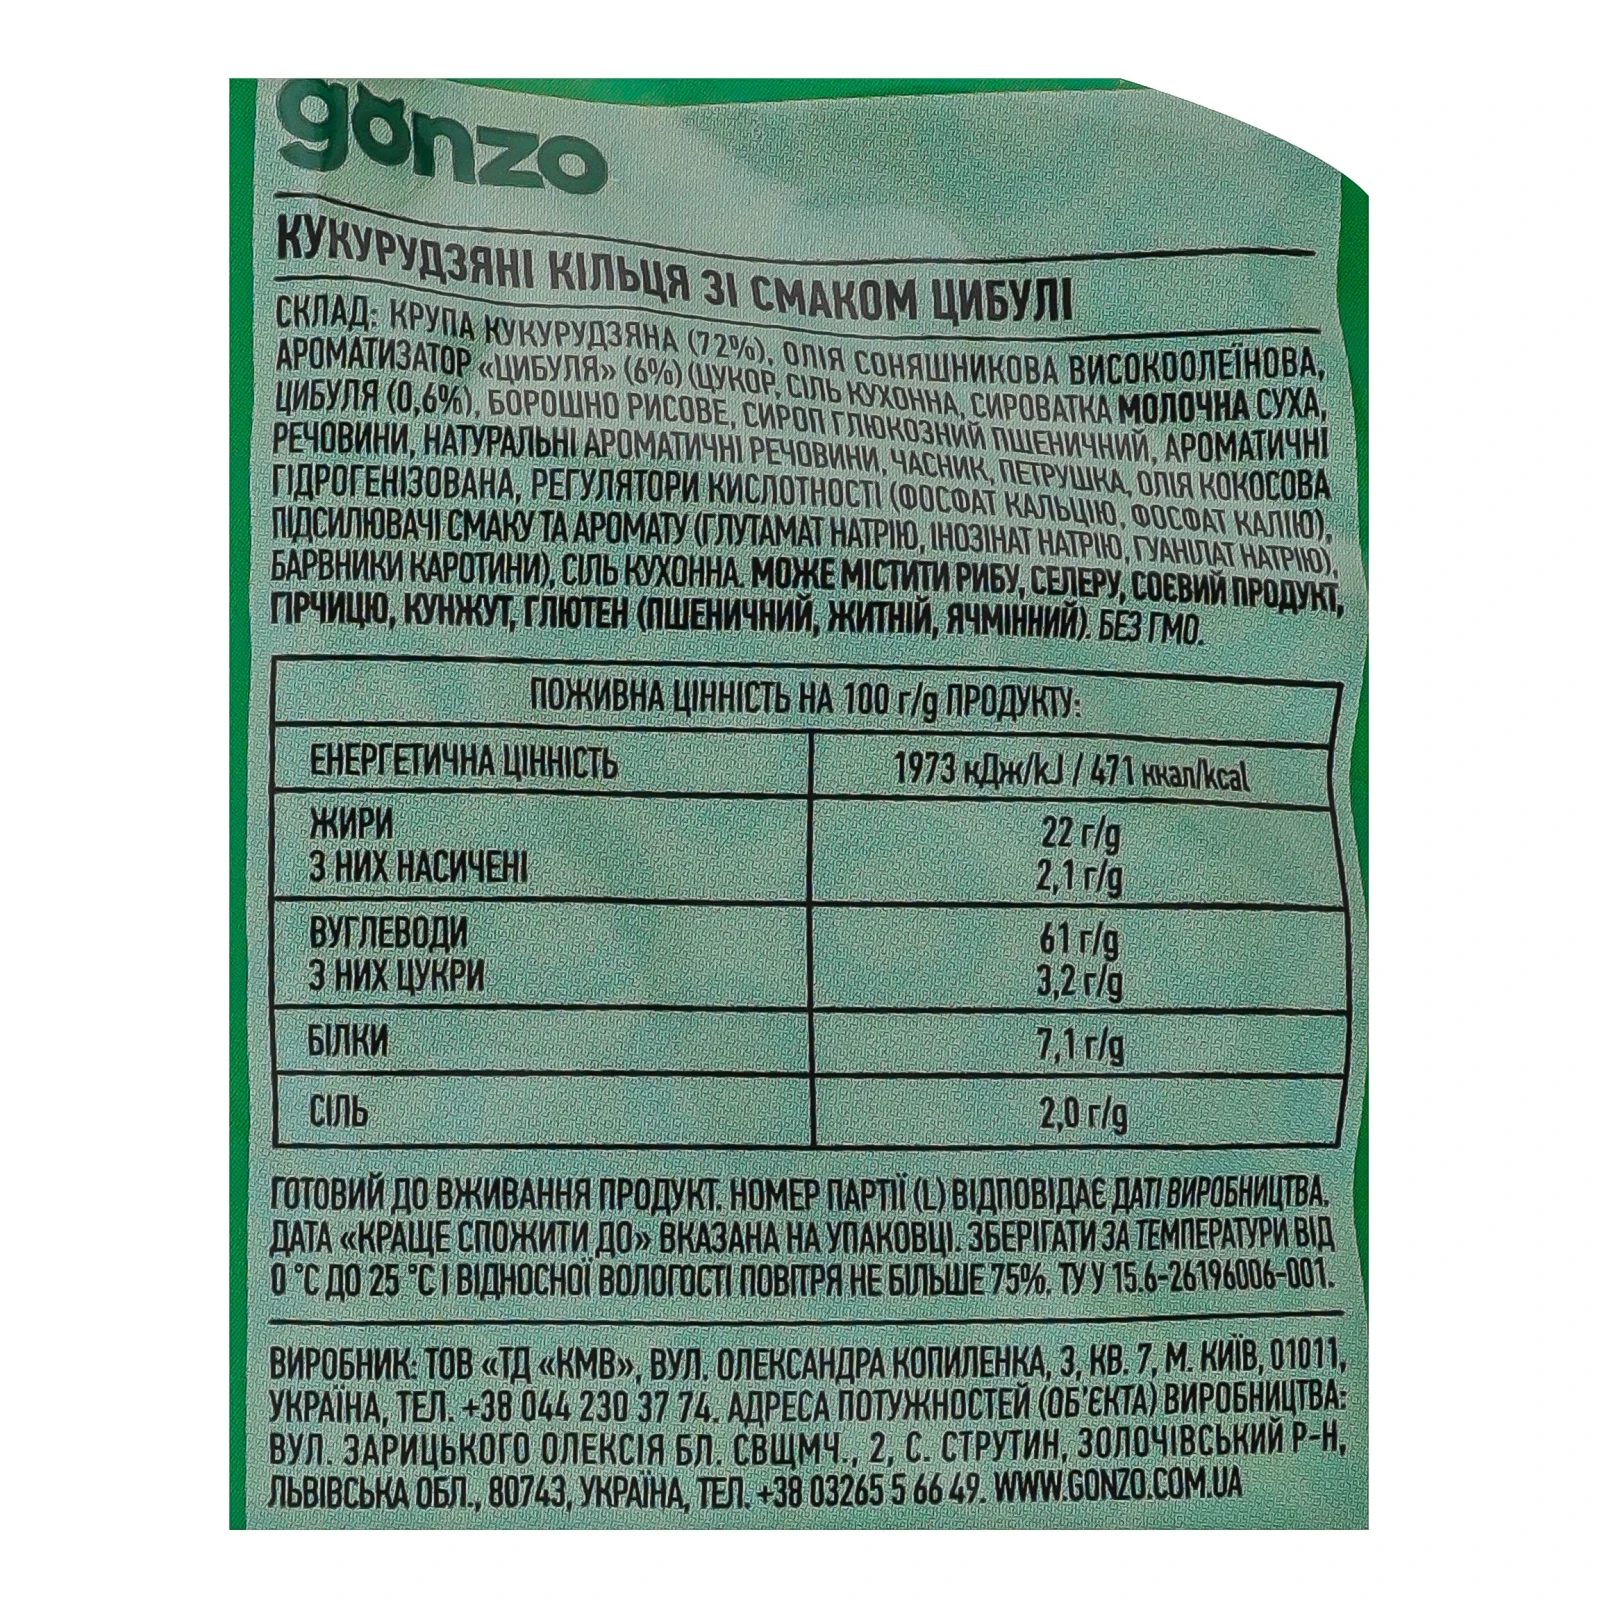 gonzo
КУКУРУДЗЯНІ КІЛЬЦЯ ЗІ СМАКОМ ЦИБУЛІ
СКЛАД: КРУПА КУКУРУДЗЯНА (72%), ОЛІЯ СОНЯШНИКОВА ВИСОКООЛЕЇНОВА,
АРОМАТИЗАТОР «ЦИБУЛЯ» (6%) (ЦУКОР, СІЛЬ КУХОННА, СИРОВАТКА МОЛОЧНА СУХА,
ЦИБУЛЯ (0,6%), БОРОШНО РИСОВЕ, СИРОП ГЛЮКОЗНИЙ ПШЕНИЧНИЙ, АРОМАТИЧНІ
РЕЧОВИНИ, НАТУРАЛЬНІ АРОМАТИЧНІ РЕЧОВИНИ, ЧАСНИК, ПЕТРУШКА, ОЛІЯ КОКОСОВА
ГІДРОГЕНІЗОВАНА, РЕГУЛЯТОРИ КИСЛОТНОСТІ (ФОСФАТ КАЛЬЦІЮ, ФОСФАТ КАЛІЮ),
ПІДСИЛЮВАЧІ СМАКУ ТА АРОМАТУ (ГЛУТАМАТ НАТРІЮ, ІНОЗІНАТ НАТРІЮ, ГУАНІЛАТ НАТРІЮ),
БАРВНИКИ КАРОТИНИ), СІЛЬ КУХОННА. МОЖЕ МІСТИТИ РИБУ, СЕЛЕРУ, СОЄВИЙ ПРОДУКТ,
ГІРЧИЦЮ, КУНЖУТ, ГЛЮТЕН (ПШЕНИЧНИЙ, ЖИТНІЙ, ЯЧМІННИЙ). БЕЗ ГМО.
ПОЖИВНА ЦІННІСТЬ НА 100 г/g ПРОДУКТУ:
ЕНЕРГЕТИЧНА ЦІННІСТЬ 1973 кДж/kJ / 471 ккал/kcal
ЖИРИ 22 г/g
З НИХ НАСИЧЕНІ 2,1 г/g
ВУГЛЕВОДИ 61 г/g
З НИХ ЦУКРИ 3,2 г/g
БІЛКИ 7,1 г/g
СІЛЬ 2,0 г/g
ГОТОВИЙ ДО ВЖИВАННЯ ПРОДУКТ. НОМЕР ПАРТІЇ (L) ВІДПОВІДАЄ ДАТІ ВИРОБНИЦТВА.
ДАТА «КРАЩЕ СПОЖИТИ ДО» ВКАЗАНА НА УПАКОВЦІ. ЗБЕРІГАТИ ЗА ТЕМПЕРАТУРИ ВІД
0 °С ДО 25 °С І ВІДНОСНОЇ ВОЛОГОСТІ ПОВІТРЯ НЕ БІЛЬШЕ 75%. ТУ У 15.6-26196006-001.
ВИРОБНИК: ТОВ «ТД «КМВ», ВУЛ. ОЛЕКСАНДРА КОПИЛЕНКА, 3, КВ. 7, М. КИЇВ, 01011,
УКРАЇНА, ТЕЛ. +38 044 230 37 74. АДРЕСА ПОТУЖНОСТЕЙ (ОБ'ЄКТА) ВИРОБНИЦТВА:
ВУЛ. ЗАРИЦЬКОГО ОЛЕКСІЯ БЛ. СВЩМЧ., 2, С. СТРУТИН, ЗОЛОЧІВСЬКИЙ Р-Н,
ЛЬВІВСЬКА ОБЛ., 80743, УКРАЇНА, ТЕЛ. +38 03265 5 66 49. WWW.GONZO.COM.UA